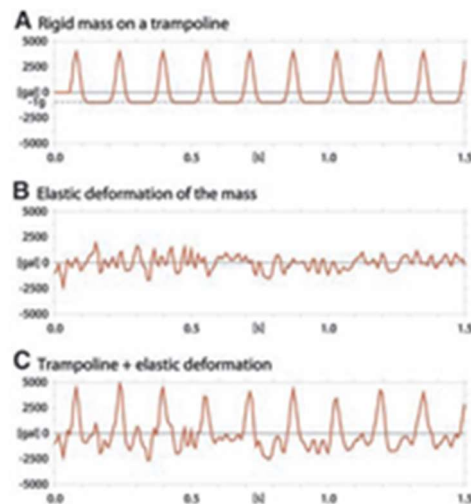 A Rigid mass on a trampoline
5000
2500
[gal] 0
-1g
-2500
-5000
0.0 0.5 [s] 1.0 1.5
B Elastic deformation of the mass
5000
2500
[gal] 0
-2500
-5000
0.0 0.5 [s] 1.0 1.5
C Trampoline + elastic deformation
5000
2500
[gal] 0
-2500
-5000
0.0 0.5 [s] 1.0 1.5